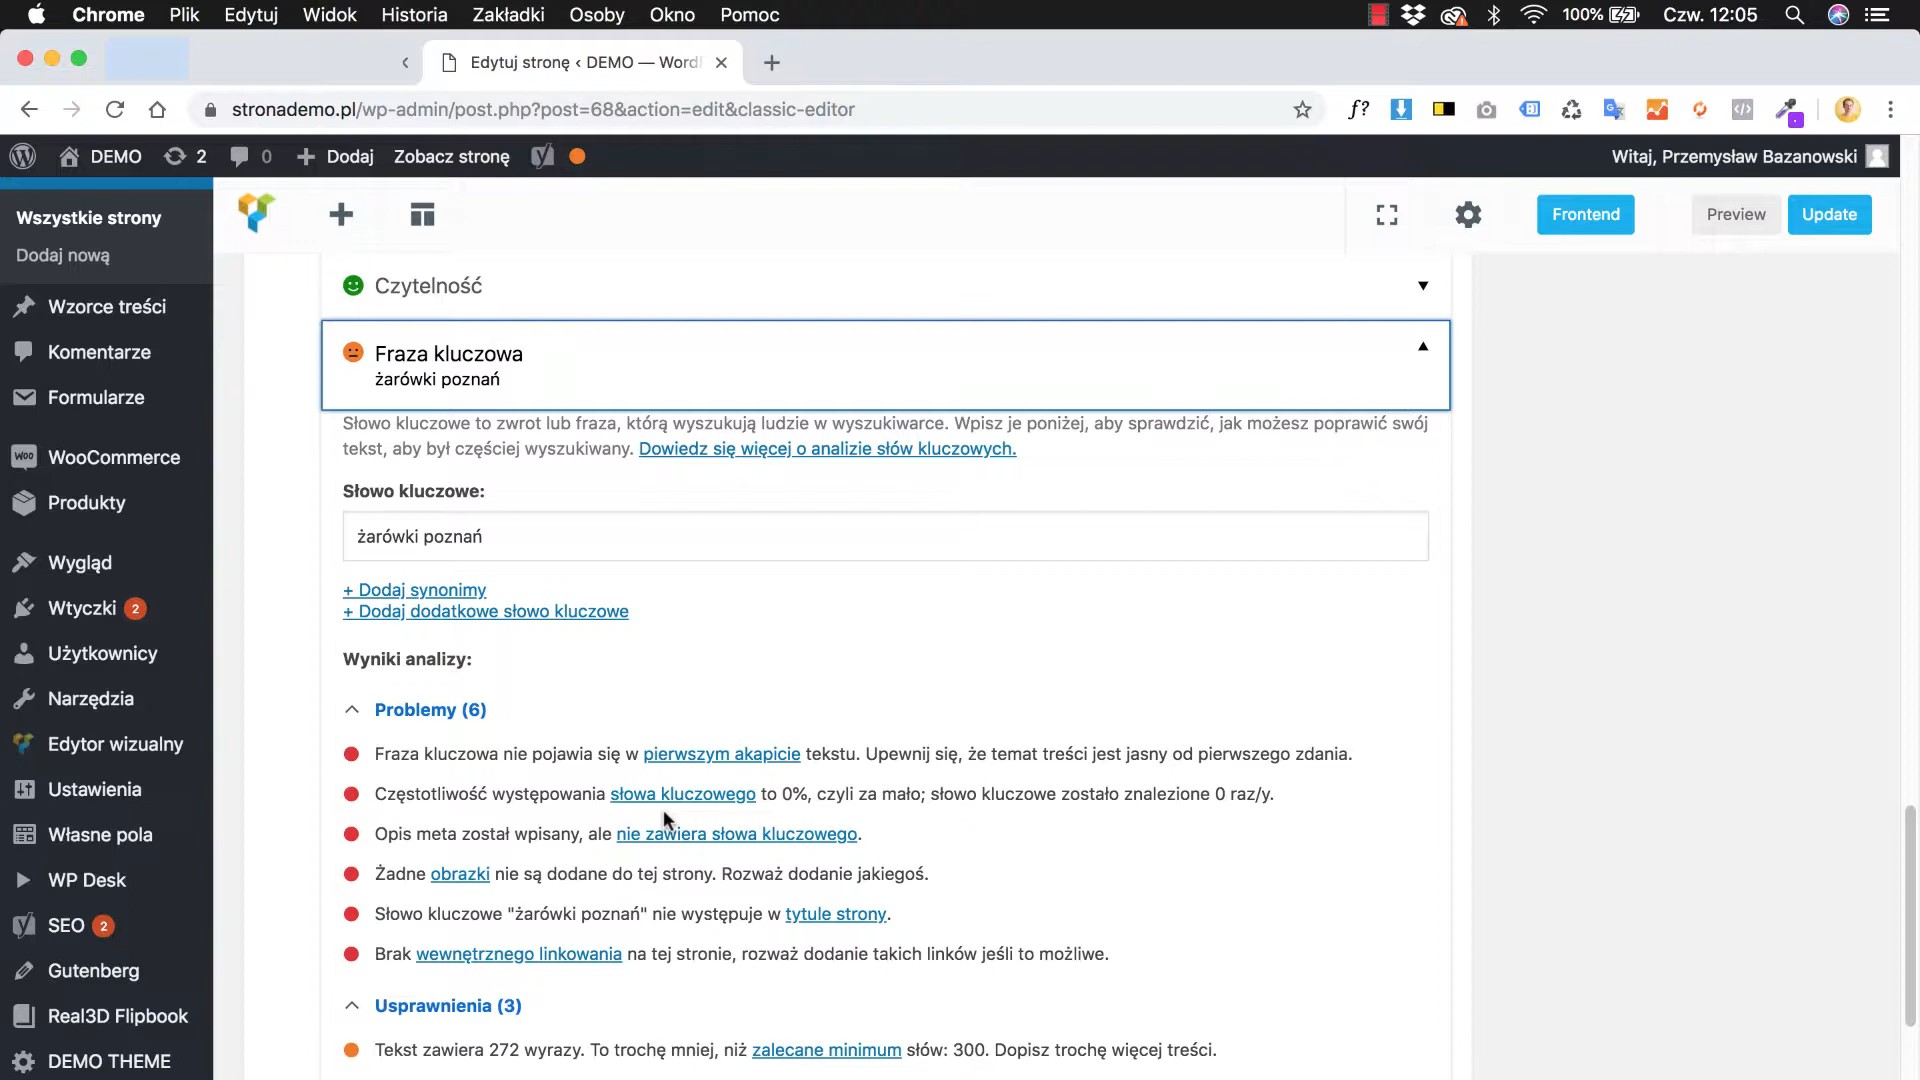 Chrome Plik Edytuj Widok Historia Zakładki Osoby Okno Pomoc 100% Czw. 12:05
Edytuj stronę ‹ DEMO — Word
stronademo.pl/wp-admin/post.php?post=68&action=edit&classic-editor
DEMO 2 0 Dodaj Zobacz stronę Witaj, Przemysław Bazanowski
Wszystkie strony
Dodaj nową
Wzorce treści
Komentarze
Formularze
WooCommerce
Produkty
Wygląd
Wtyczki 2
Użytkownicy
Narzędzia
Edytor wizualny
Ustawienia
Własne pola
WP Desk
SEO 2
Gutenberg
Real3D Flipbook
DEMO THEME
Frontend Preview Update
Czytelność
Fraza kluczowa
żarówki poznań
Słowo kluczowe to zwrot lub fraza, którą wyszukują ludzie w wyszukiwarce. Wpisz je poniżej, aby sprawdzić, jak możesz poprawić swój
tekst, aby był częściej wyszukiwany. Dowiedz się więcej o analizie słów kluczowych.
Słowo kluczowe:
żarówki poznań
+ Dodaj synonimy
+ Dodaj dodatkowe słowo kluczowe
Wyniki analizy:
Problemy (6)
Fraza kluczowa nie pojawia się w pierwszym akapicie tekstu. Upewnij się, że temat treści jest jasny od pierwszego zdania.
Częstotliwość występowania słowa kluczowego to 0%, czyli za mało; słowo kluczowe zostało znalezione 0 raz/y.
Opis meta został wpisany, ale nie zawiera słowa kluczowego.
Żadne obrazki nie są dodane do tej strony. Rozważ dodanie jakiegoś.
Słowo kluczowe "żarówki poznań" nie występuje w tytule strony.
Brak wewnętrznego linkowania na tej stronie, rozważ dodanie takich linków jeśli to możliwe.
Usprawnienia (3)
Tekst zawiera 272 wyrazy. To trochę mniej, niż zalecane minimum słów: 300. Dopisz trochę więcej treści.